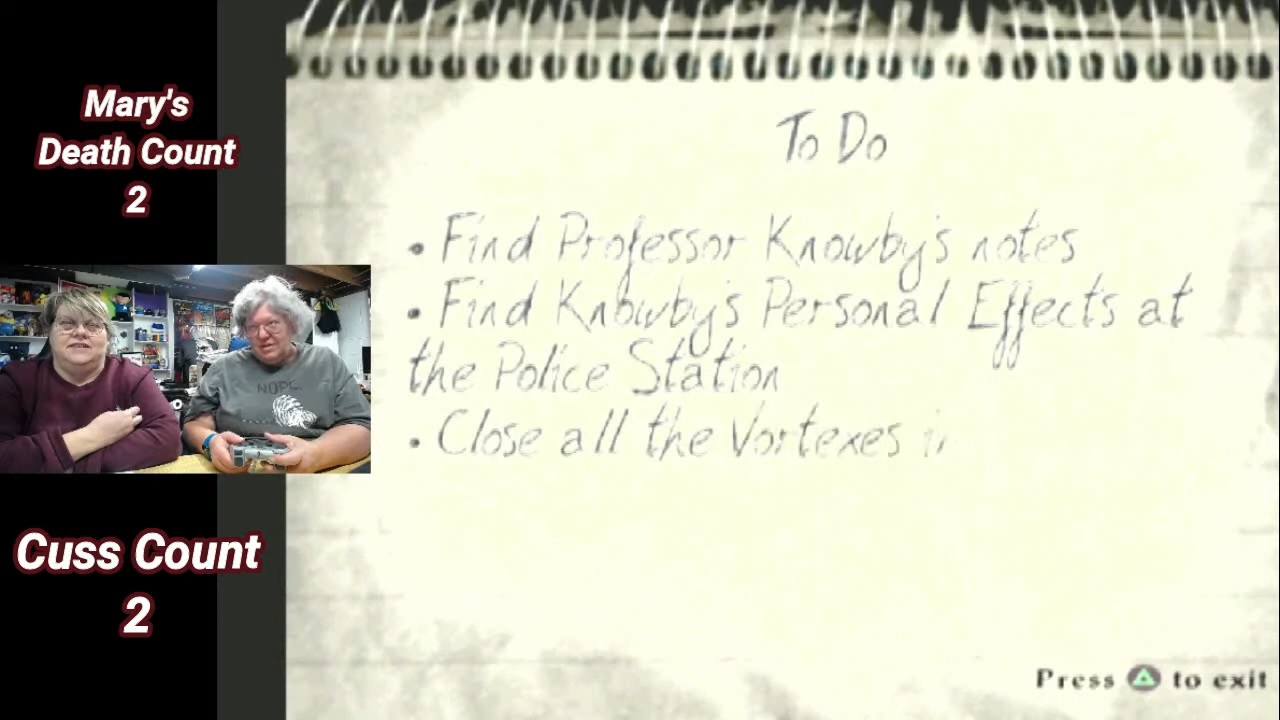 Mary's
Death Count
2
To Do
• Find Professor Knowby's notes
• Find Knowby's Personal Effects at
the Police Station
• Close all the Vortexes
NOPE
Cuss Count
2
Press to exit